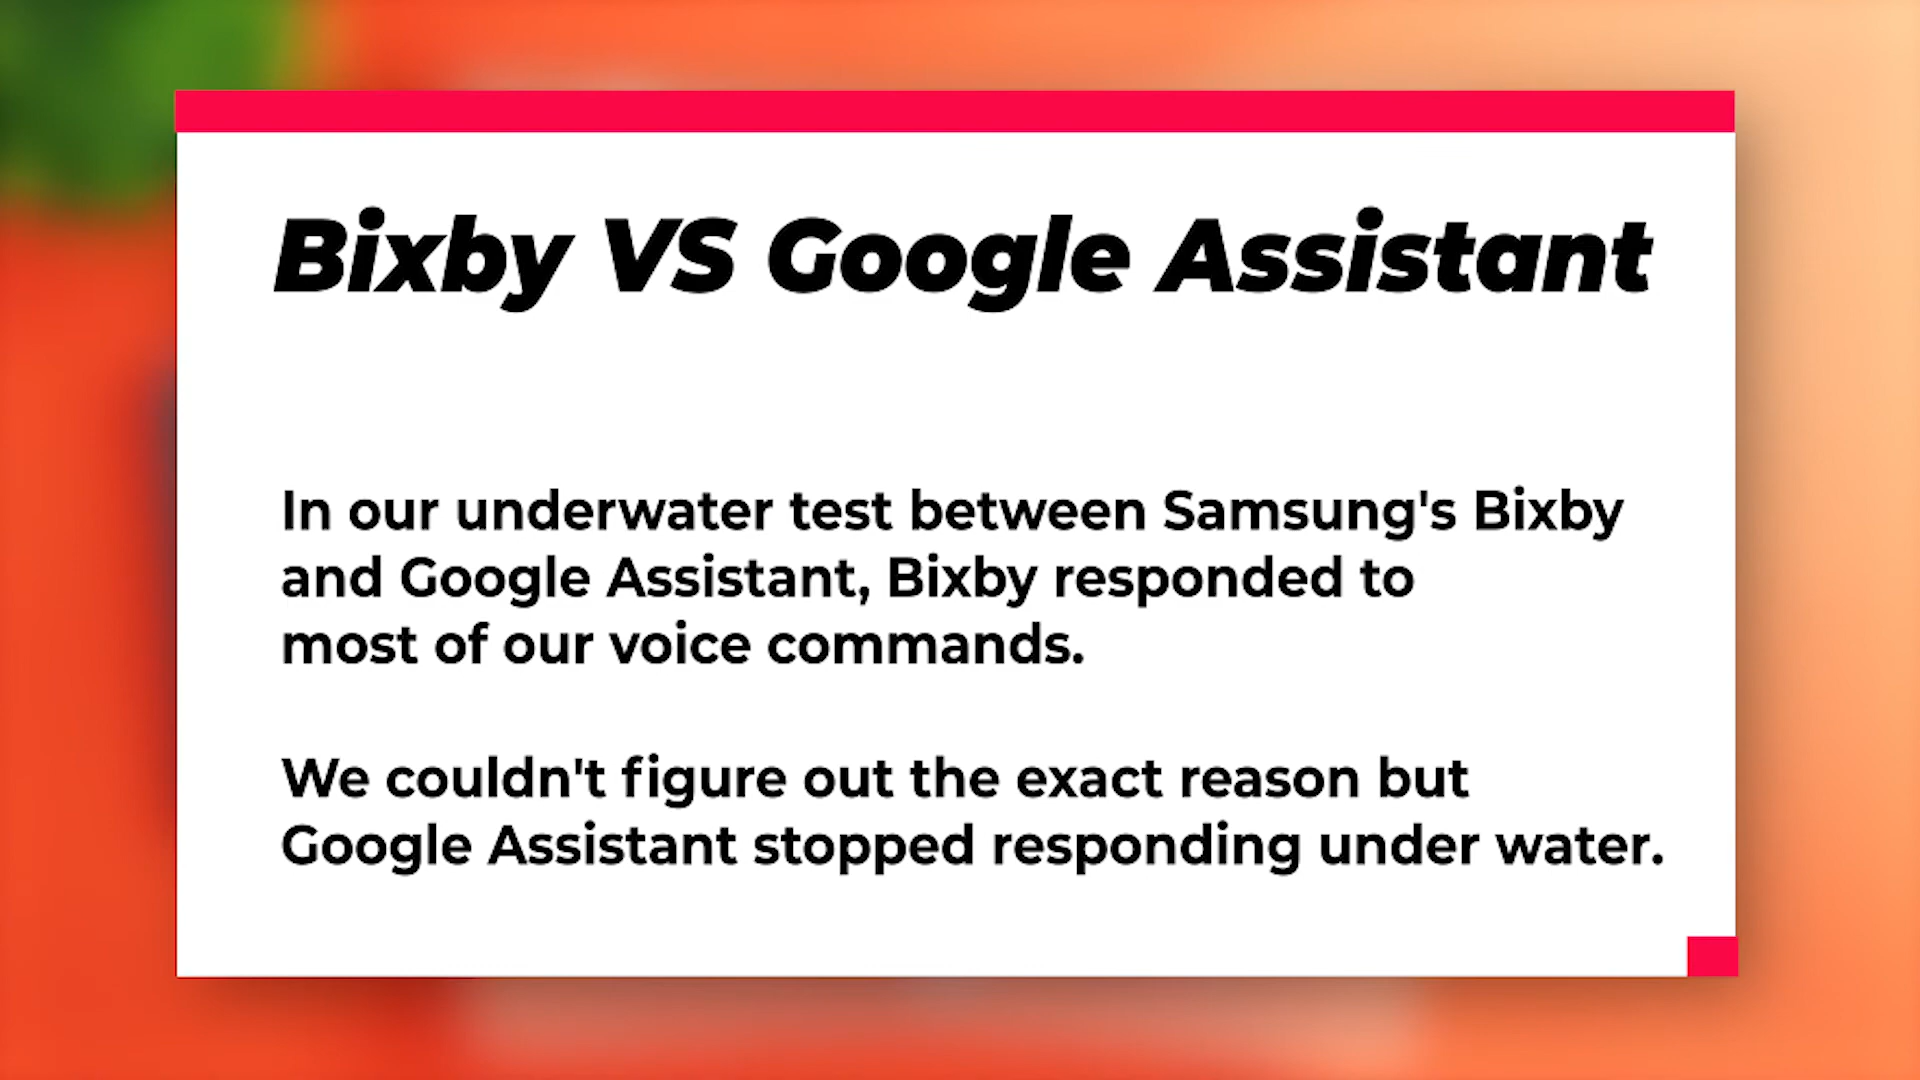 Bixby VS Google Assistant
In our underwater test between Samsung's Bixby
and Google Assistant, Bixby responded to
most of our voice commands.
We couldn't figure out the exact reason but
Google Assistant stopped responding under water.